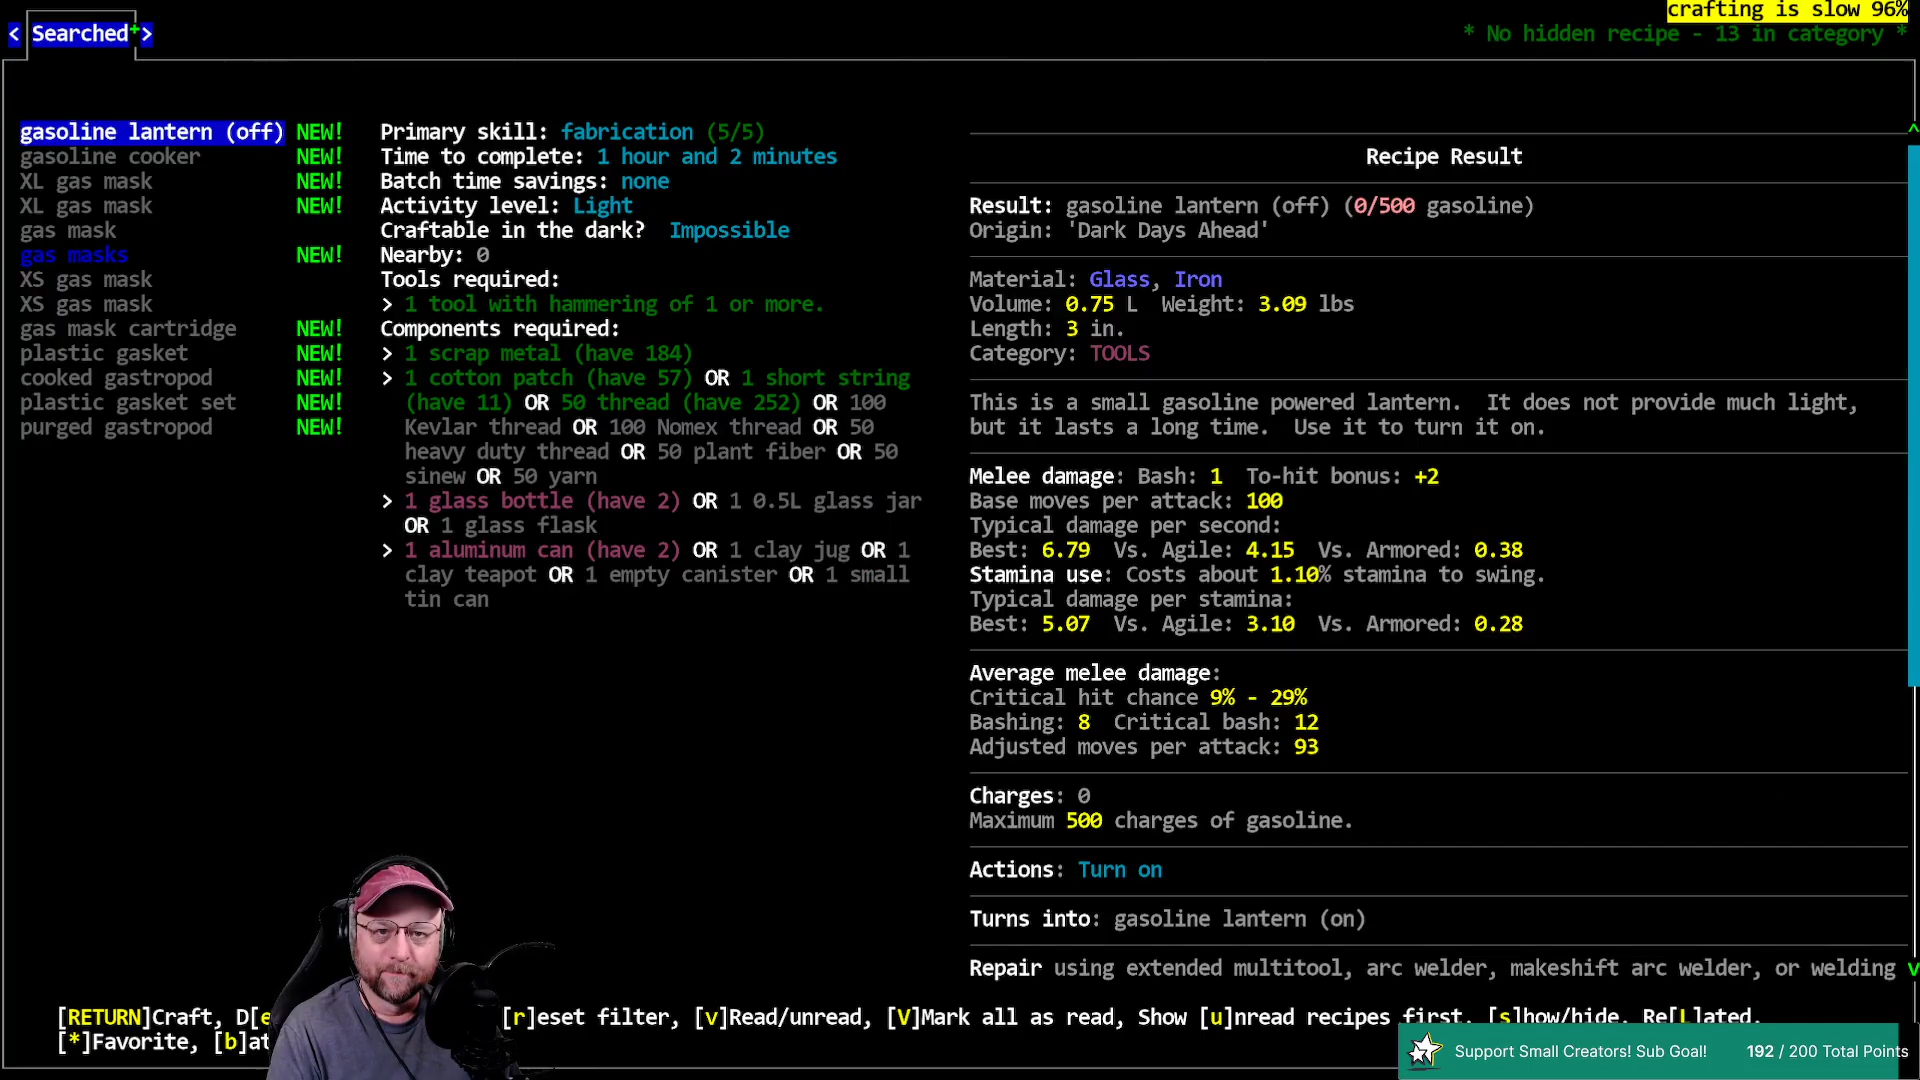 crafting is slow 96%
< Searched+>
* No hidden recipe - 13 in category *
gasoline lantern (off) NEW!
gasoline cooker NEW!
XL gas mask NEW!
XL gas mask NEW!
gas mask
gas masks NEW!
XS gas mask
XS gas mask
gas mask cartridge NEW!
plastic gasket NEW!
cooked gastropod NEW!
plastic gasket set NEW!
purged gastropod NEW!
Primary skill: fabrication (5/5)
Time to complete: 1 hour and 2 minutes
Batch time savings: none
Activity level: Light
Craftable in the dark? Impossible
Nearby: 0
Tools required:
> 1 tool with hammering of 1 or more.
Components required:
> 1 scrap metal (have 184)
> 1 cotton patch (have 57) OR 1 short string
(have 11) OR 50 thread (have 252) OR 100
Kevlar thread OR 100 Nomex thread OR 50
heavy duty thread OR 50 plant fiber OR 50
sinew OR 50 yarn
> 1 glass bottle (have 2) OR 1 0.5L glass jar
OR 1 glass flask
> 1 aluminum can (have 2) OR 1 clay jug OR 1
clay teapot OR 1 empty canister OR 1 small
tin can
Recipe Result
Result: gasoline lantern (off) (0/500 gasoline)
Origin: 'Dark Days Ahead'
Material: Glass, Iron
Volume: 0.75 L Weight: 3.09 lbs
Length: 3 in.
Category: TOOLS
This is a small gasoline powered lantern. It does not provide much light,
but it lasts a long time. Use it to turn it on.
Melee damage: Bash: 1 To-hit bonus: +2
Base moves per attack: 100
Typical damage per second:
Best: 6.79 Vs. Agile: 4.15 Vs. Armored: 0.38
Stamina use: Costs about 1.10% stamina to swing.
Typical damage per stamina:
Best: 5.07 Vs. Agile: 3.10 Vs. Armored: 0.28
Average melee damage:
Critical hit chance 9% - 29%
Bashing: 8 Critical bash: 12
Adjusted moves per attack: 93
Charges: 0
Maximum 500 charges of gasoline.
Actions: Turn on
Turns into: gasoline lantern (on)
Repair using extended multitool, arc welder, makeshift arc welder, or welding
[RETURN]Craft, D[e [r]eset filter, [v]Read/unread, [V]Mark all as read, Show [u]nread recipes first, [s]how/hide, Re[L]ated,
[*]Favorite, [b]at
Support Small Creators! Sub Goal! 192 / 200 Total Points